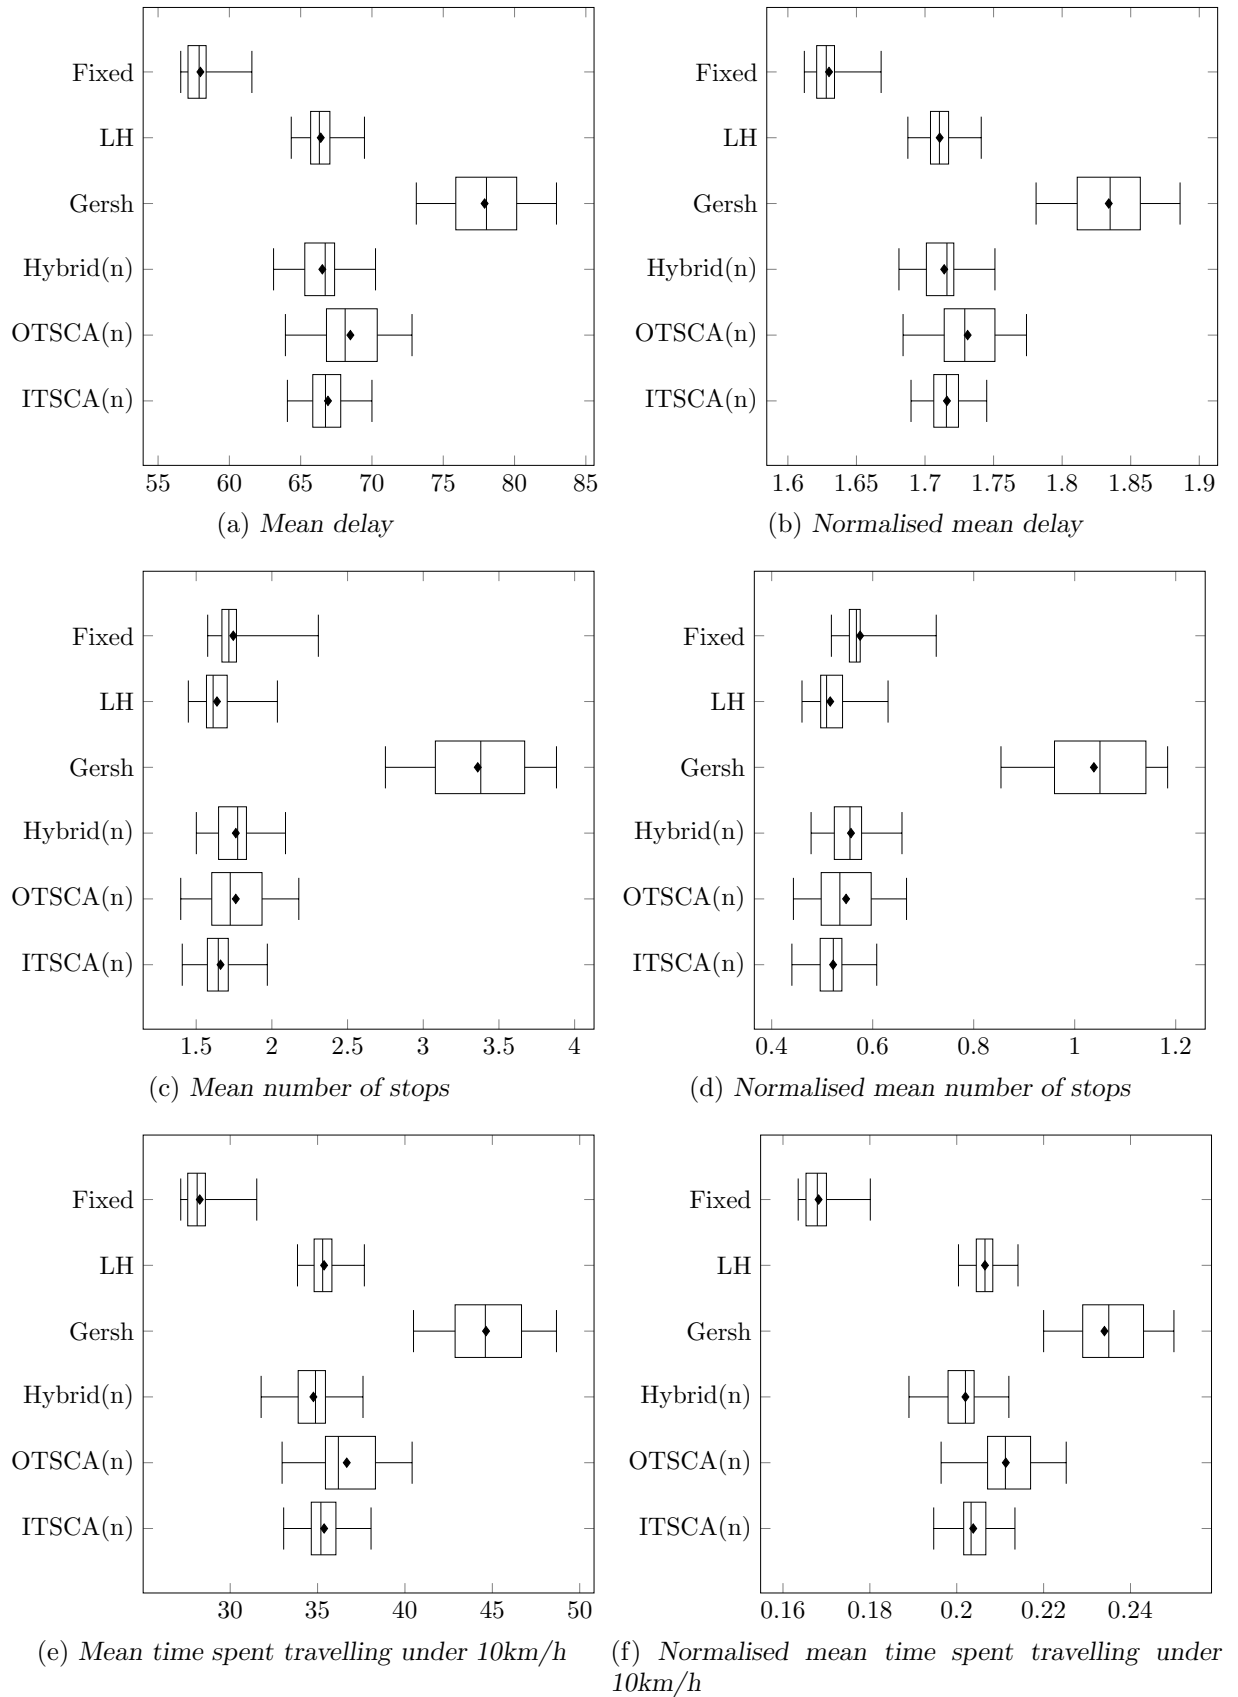 Fixed
LH
Gersh
Hybrid(n)
OTSCA(n)
ITSCA(n)
55 60 65 70 75 80 85
(a) Mean delay
Fixed
LH
Gersh
Hybrid(n)
OTSCA(n)
ITSCA(n)
1.6 1.65 1.7 1.75 1.8 1.85 1.9
(b) Normalised mean delay
Fixed
LH
Gersh
Hybrid(n)
OTSCA(n)
ITSCA(n)
1.5 2 2.5 3 3.5 4
(c) Mean number of stops
Fixed
LH
Gersh
Hybrid(n)
OTSCA(n)
ITSCA(n)
0.4 0.6 0.8 1 1.2
(d) Normalised mean number of stops
Fixed
LH
Gersh
Hybrid(n)
OTSCA(n)
ITSCA(n)
30 35 40 45 50
(e) Mean time spent travelling under 10km/h
Fixed
LH
Gersh
Hybrid(n)
OTSCA(n)
ITSCA(n)
0.16 0.18 0.2 0.22 0.24
(f) Normalised mean time spent travelling under
10km/h